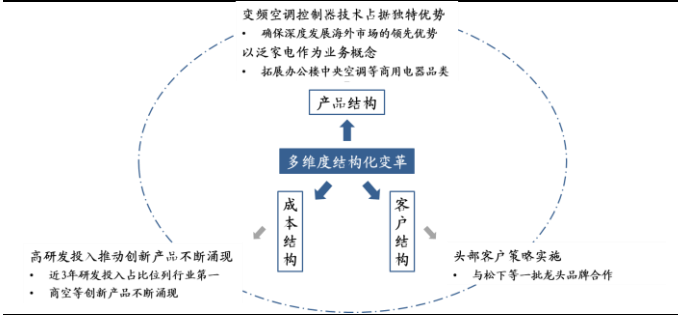 变频空调控制器技术占据独特优势
• 确保深度发展海外市场的领先优势
以泛家电作为业务概念
• 拓展办公楼中央空调等商用电器品类
产品结构
多维度结构化变革
成本结构
客户结构
高研发投入推动创新产品不断涌现
• 近3年研发投入占比位列行业第一
• 商空等创新产品不断涌现
头部客户策略实施
• 与松下等一批龙头品牌合作